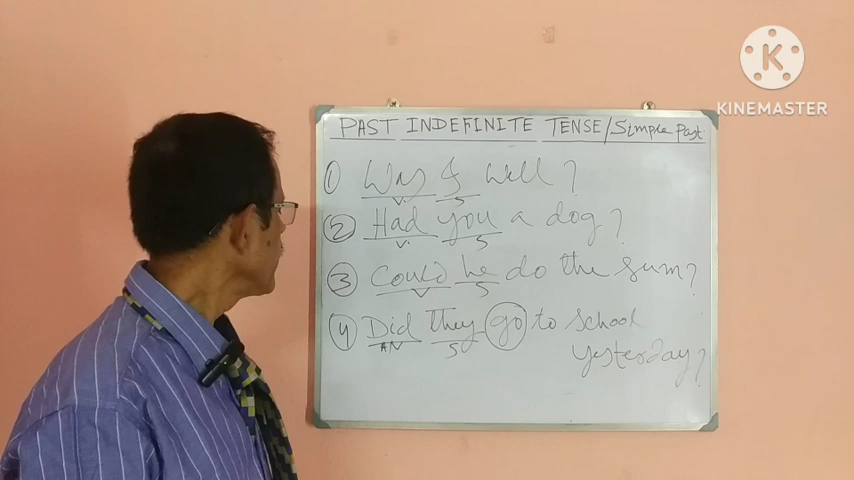 KINEMASTER
PAST INDEFINITE TENSE/Simple Past
1 Was I well?
V. S
2 Had you a dog?
V. S
3 Could he do the sum?
V S
4 Did they go to school
AV S
yesterday?